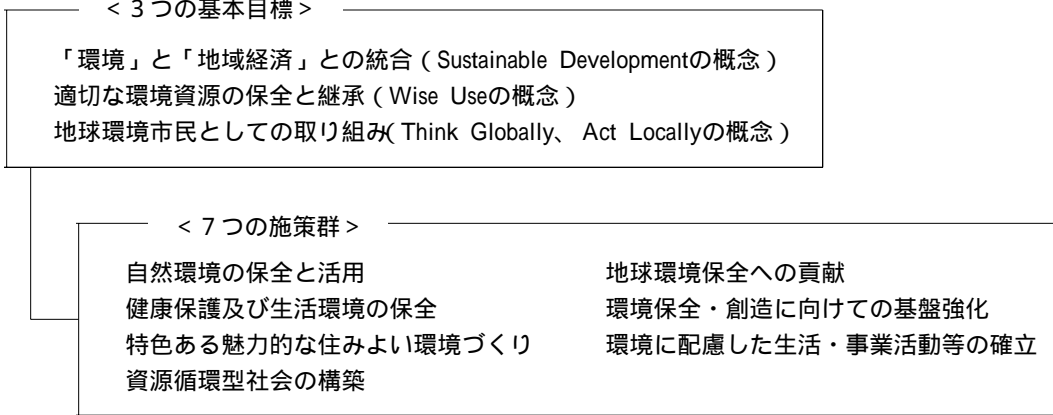 <3つの基本目標>
「環境」と「地域経済」との統合(Sustainable Developmentの概念)
適切な環境資源の保全と継承(Wise Useの概念)
地球環境市民としての取り組み(Think Globally、Act Locallyの概念)
<7つの施策群>
自然環境の保全と活用
健康保護及び生活環境の保全
特色ある魅力的な住みよい環境づくり
資源循環型社会の構築
地球環境保全への貢献
環境保全・創造に向けての基盤強化
環境に配慮した生活・事業活動等の確立